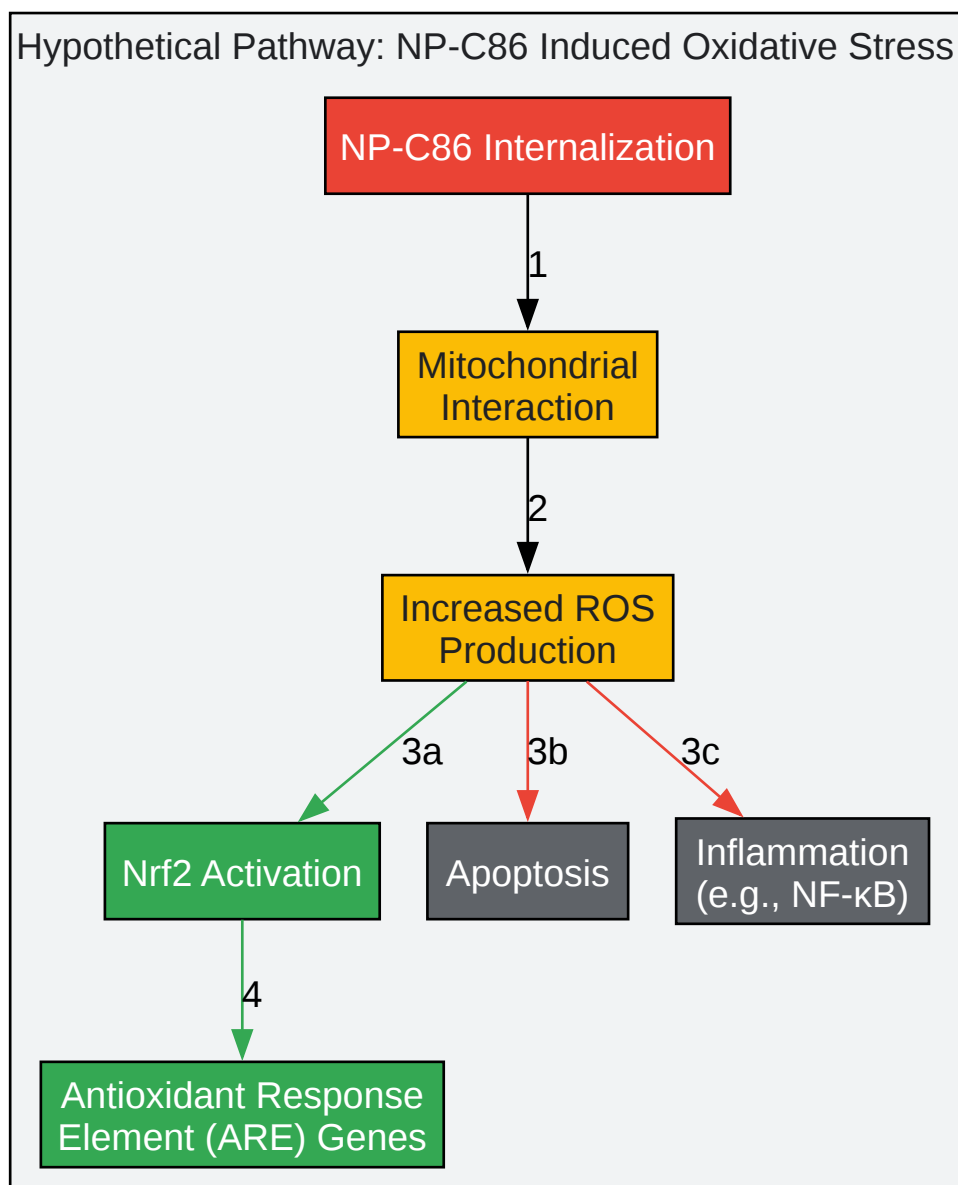 Hypothetical Pathway: NP-C86 Induced Oxidative Stress
NP-C86 Internalization
1
Mitochondrial
Interaction
2
Increased ROS
Production
3a
3b
3c
Nrf2 Activation
Apoptosis
Inflammation
(e.g., NF-κB)
4
Antioxidant Response
Element (ARE) Genes